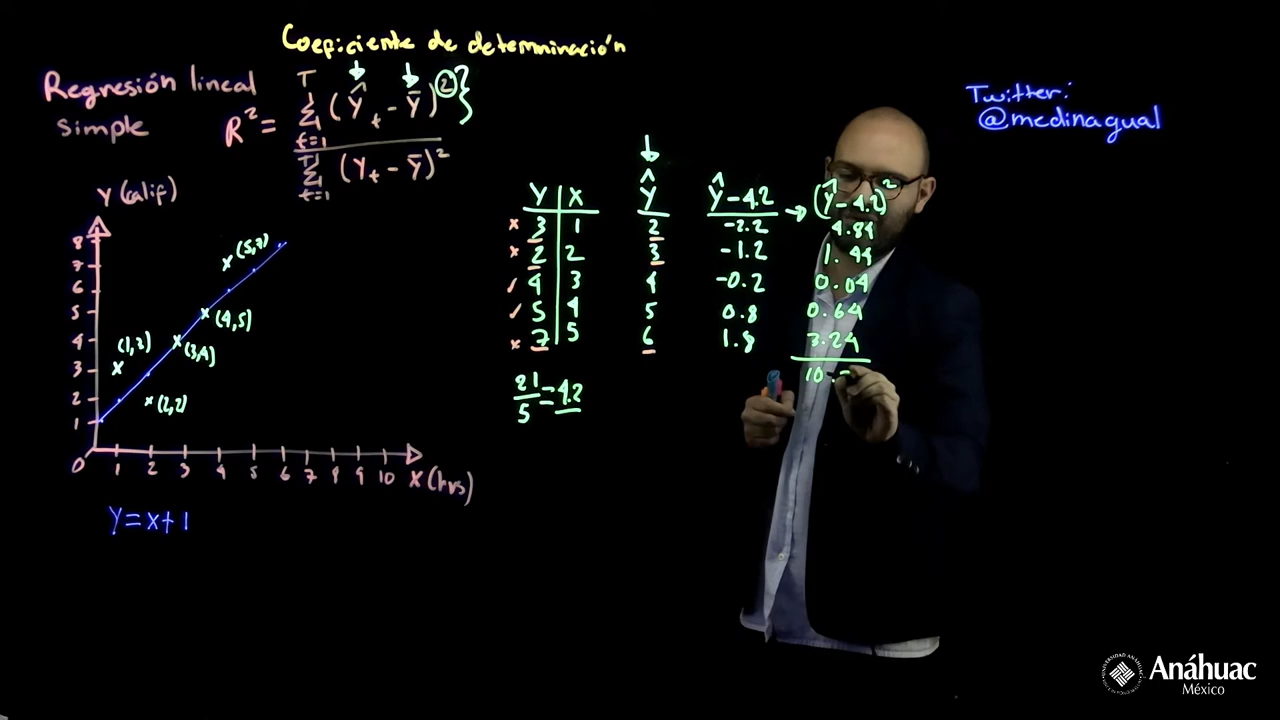 Coeficiente de determinación
Regresión lineal
simple
R² = T Σ t=1 (Ŷt - Ȳ)² }
T Σ t=1 (Yt - Ȳ)²
Twitter:
@medinagual
Y (calif)
8
7
6
5
4
3
2
1
0 1 2 3 4 5 6 7 8 9 10 X (hrs)
(5,7)
(4,5)
(3,4)
(2,2)
Y=x+1
Y X Ŷ Ŷ-4.2 → (Ŷ-4.2)²
x 3 1 2 -2.2 4.84
x 2 2 3 -1.2 1.44
✓ 4 3 4 -0.2 0.04
✓ 5 4 5 0.8 0.64
x 7 5 6 1.8 3.24
10.
21/5 = 4.2
Anáhuac
México